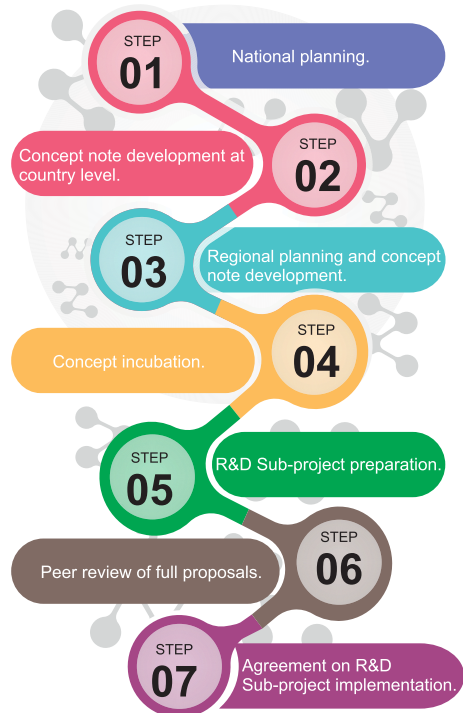 STEP
01
National planning.
STEP
02
Concept note development at
country level.
STEP
03
Regional planning and concept
note development.
STEP
04
Concept incubation.
STEP
05
R&D Sub-project preparation.
STEP
06
Peer review of full proposals.
STEP
07
Agreement on R&D
Sub-project implementation.